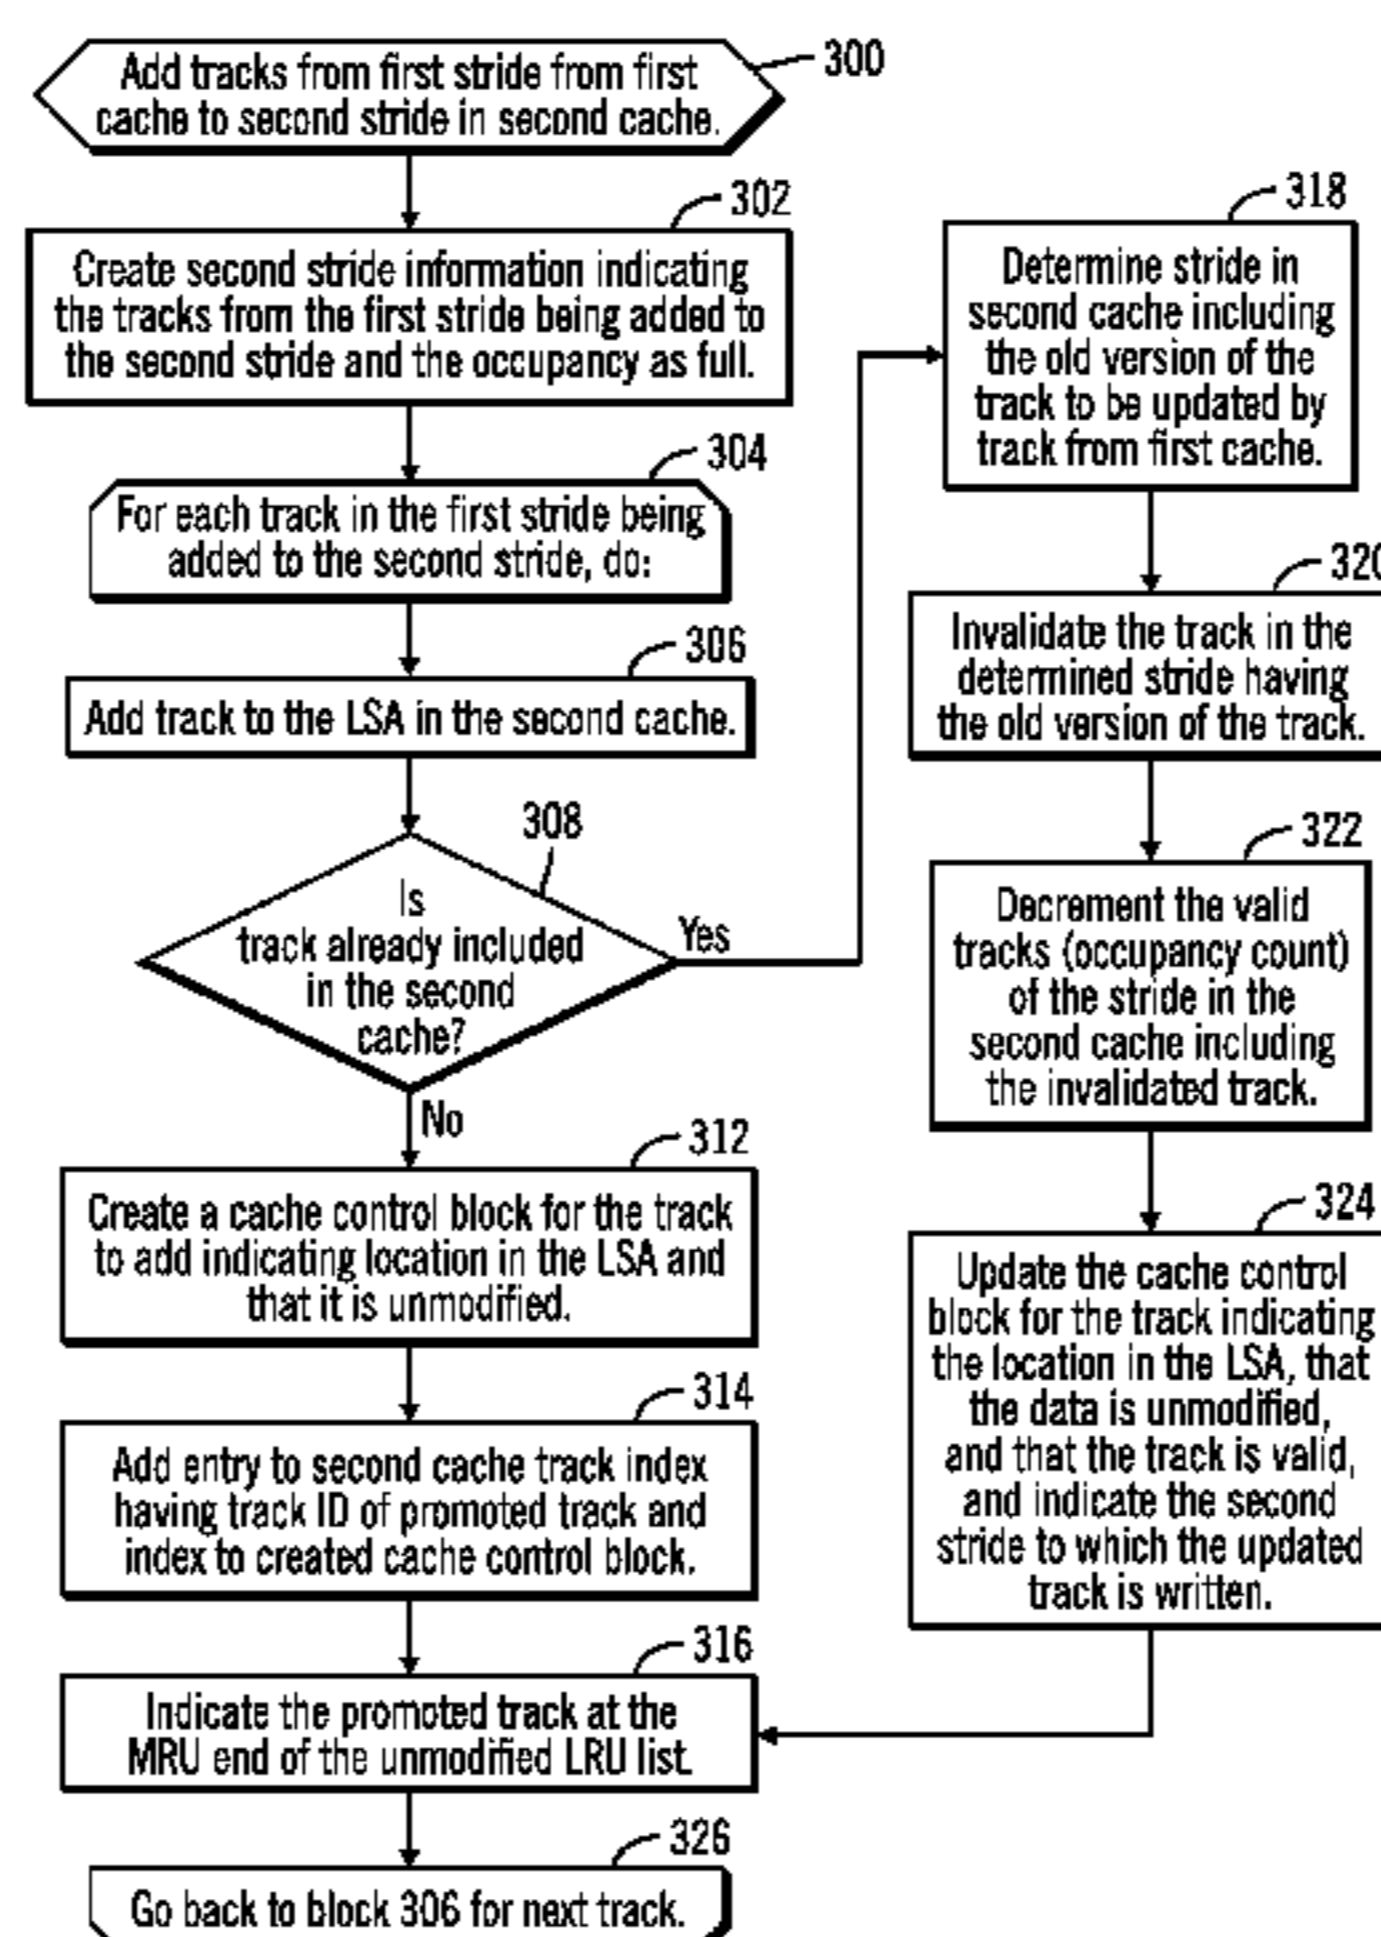 300
Add tracks from first stride from first
cache to second stride in second cache.
302
Create second stride information indicating
the tracks from the first stride being added to
the second stride and the occupancy as full.
304
For each track in the first stride being
added to the second stride, do:
306
Add track to the LSA in the second cache.
308
Is
track already included
in the second
cache?
Yes
No
312
Create a cache control block for the track
to add indicating location in the LSA and
that it is unmodified.
314
Add entry to second cache track index
having track ID of promoted track and
index to created cache control block.
316
Indicate the promoted track at the
MRU end of the unmodified LRU list.
326
Go back to block 306 for next track.
318
Determine stride in
second cache including
the old version of the
track to be updated by
track from first cache.
320
Invalidate the track in the
determined stride having
the old version of the track.
322
Decrement the valid
tracks (occupancy count)
of the stride in the
second cache including
the invalidated track.
324
Update the cache control
block for the track indicating
the location in the LSA, that
the data is unmodified,
and that the track is valid,
and indicate the second
stride to which the updated
track is written.